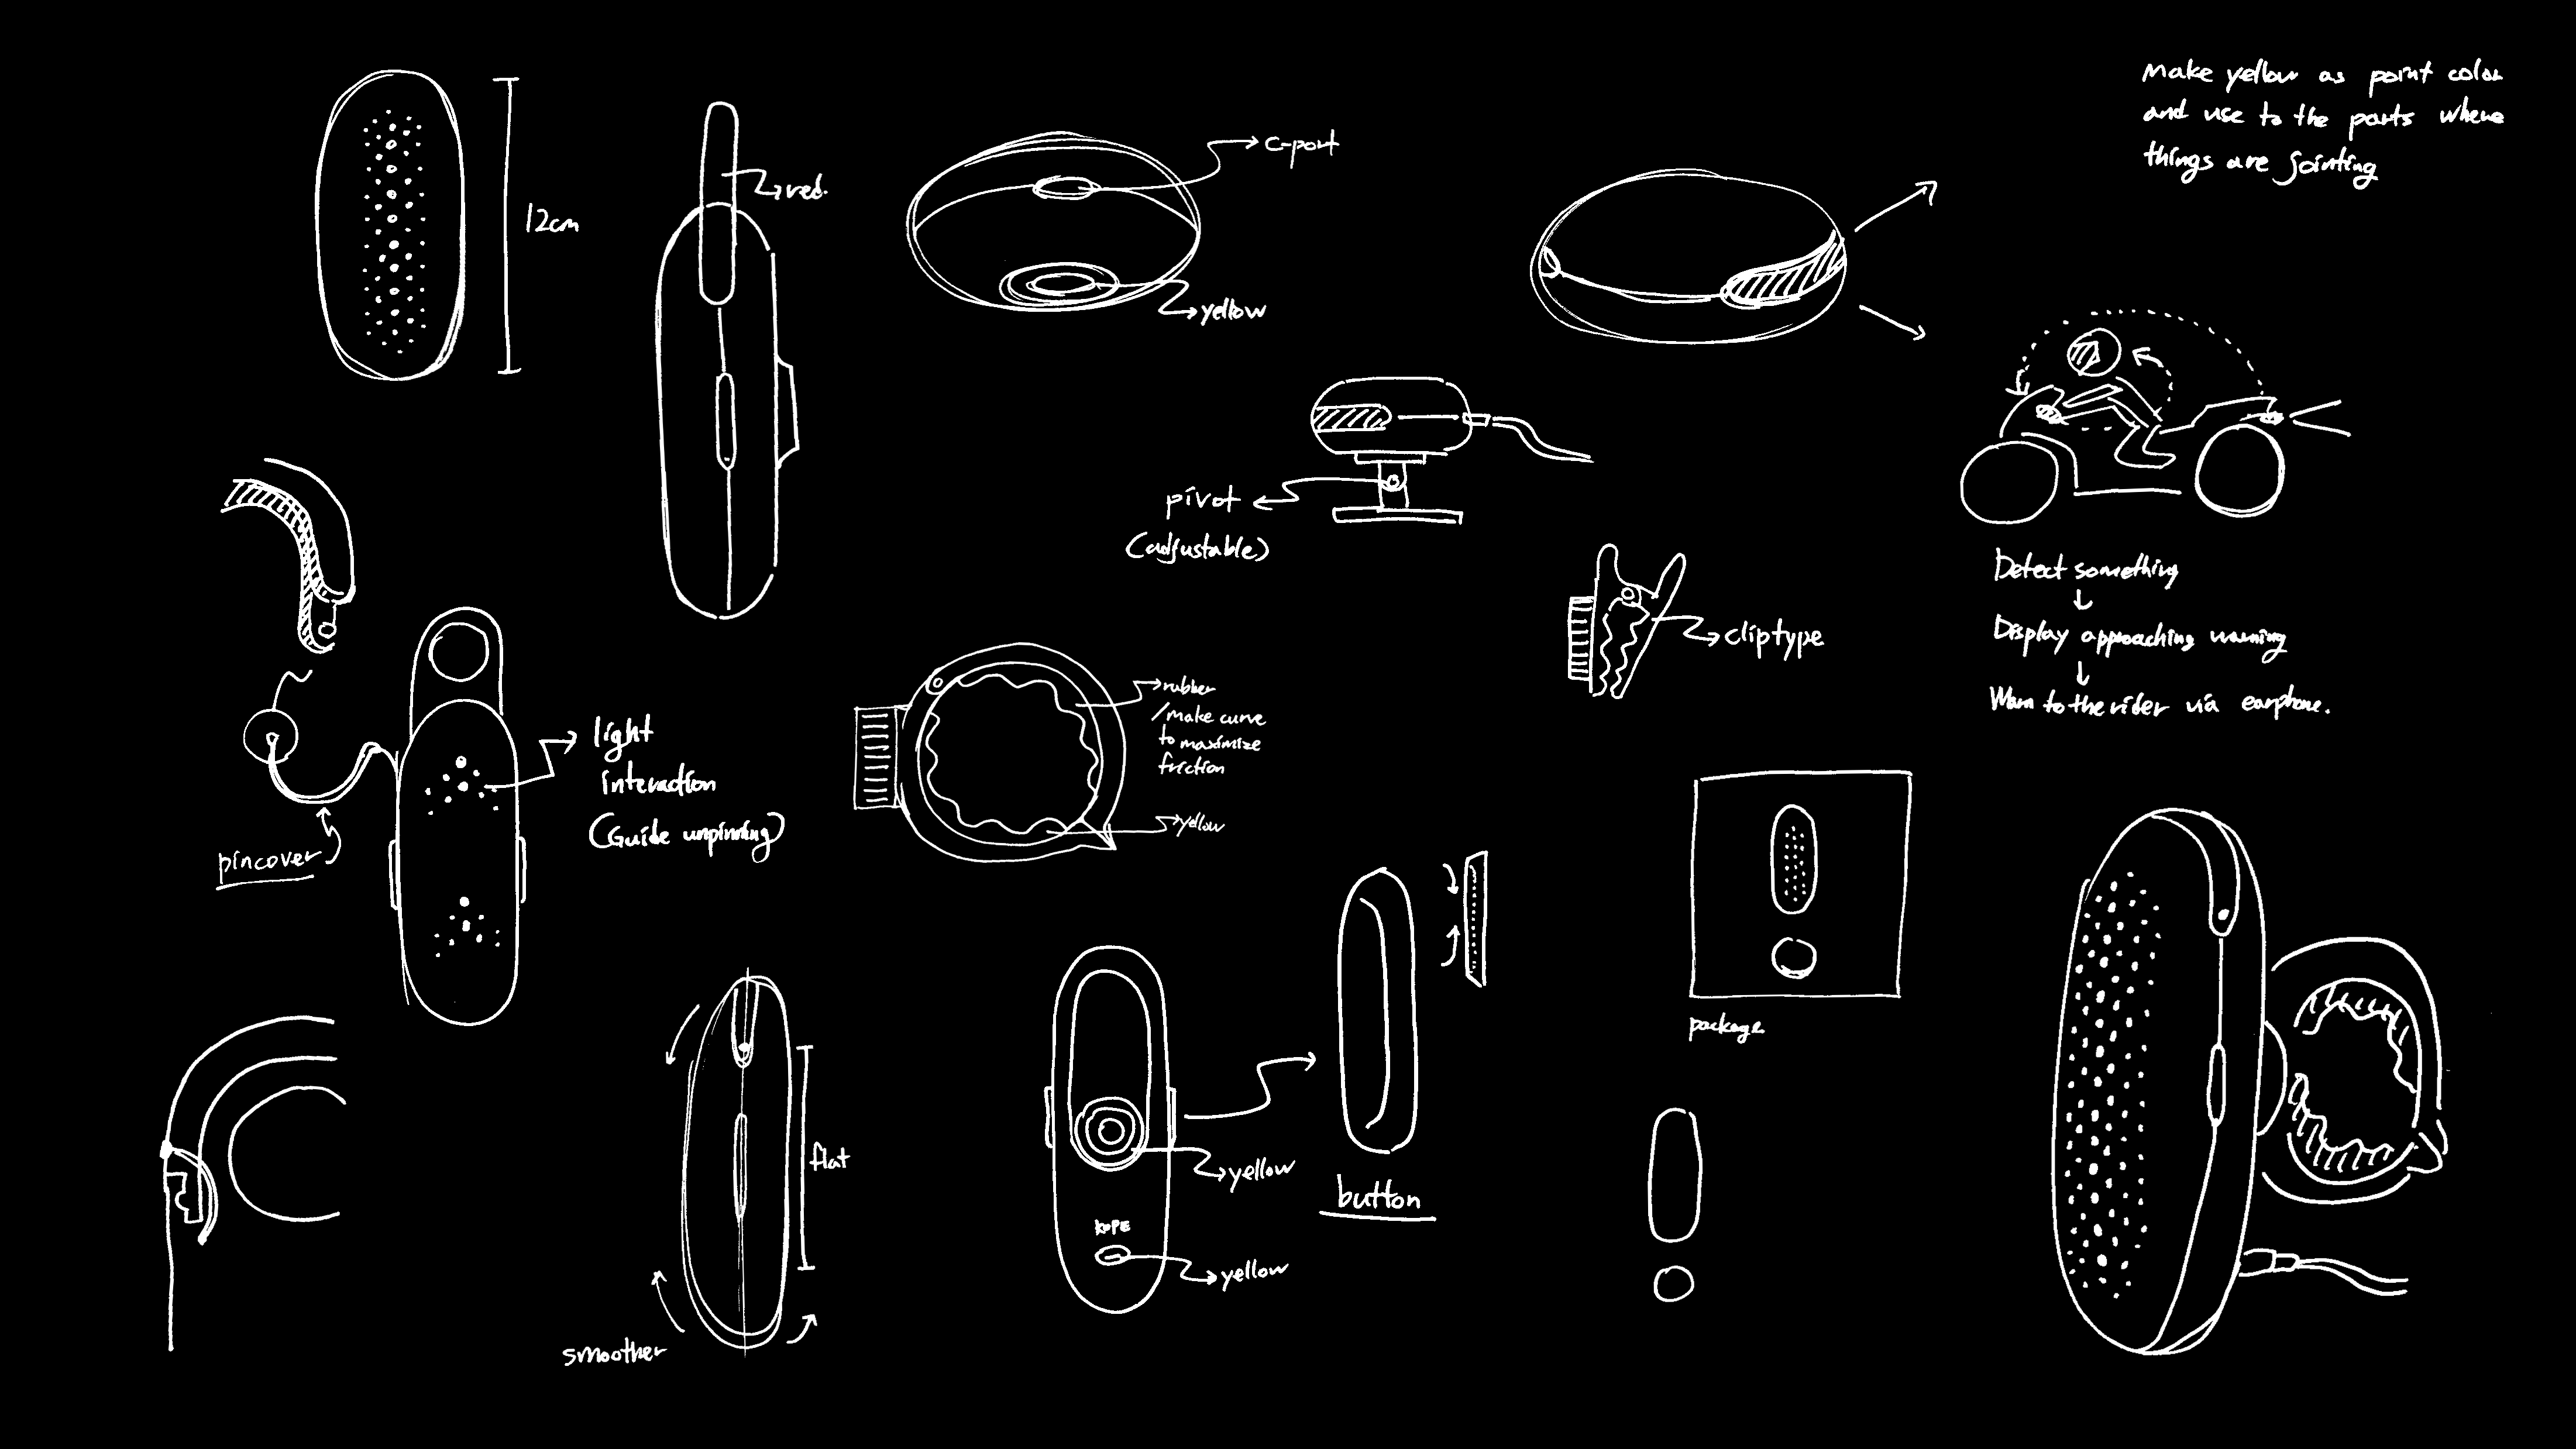 Make yellow as point color
and use to the parts where
things are jointing
12cm
red.
c-port
yellow
pivot
(adjustable)
cliptype
Detect something
Display approaching warning
Warn to the rider via earphone.
light
interaction
(Guide unpinning)
pincover
rubber
/make curve
to maximize
friction
yellow
package
flat
smoother
yellow
KOPE
yellow
button